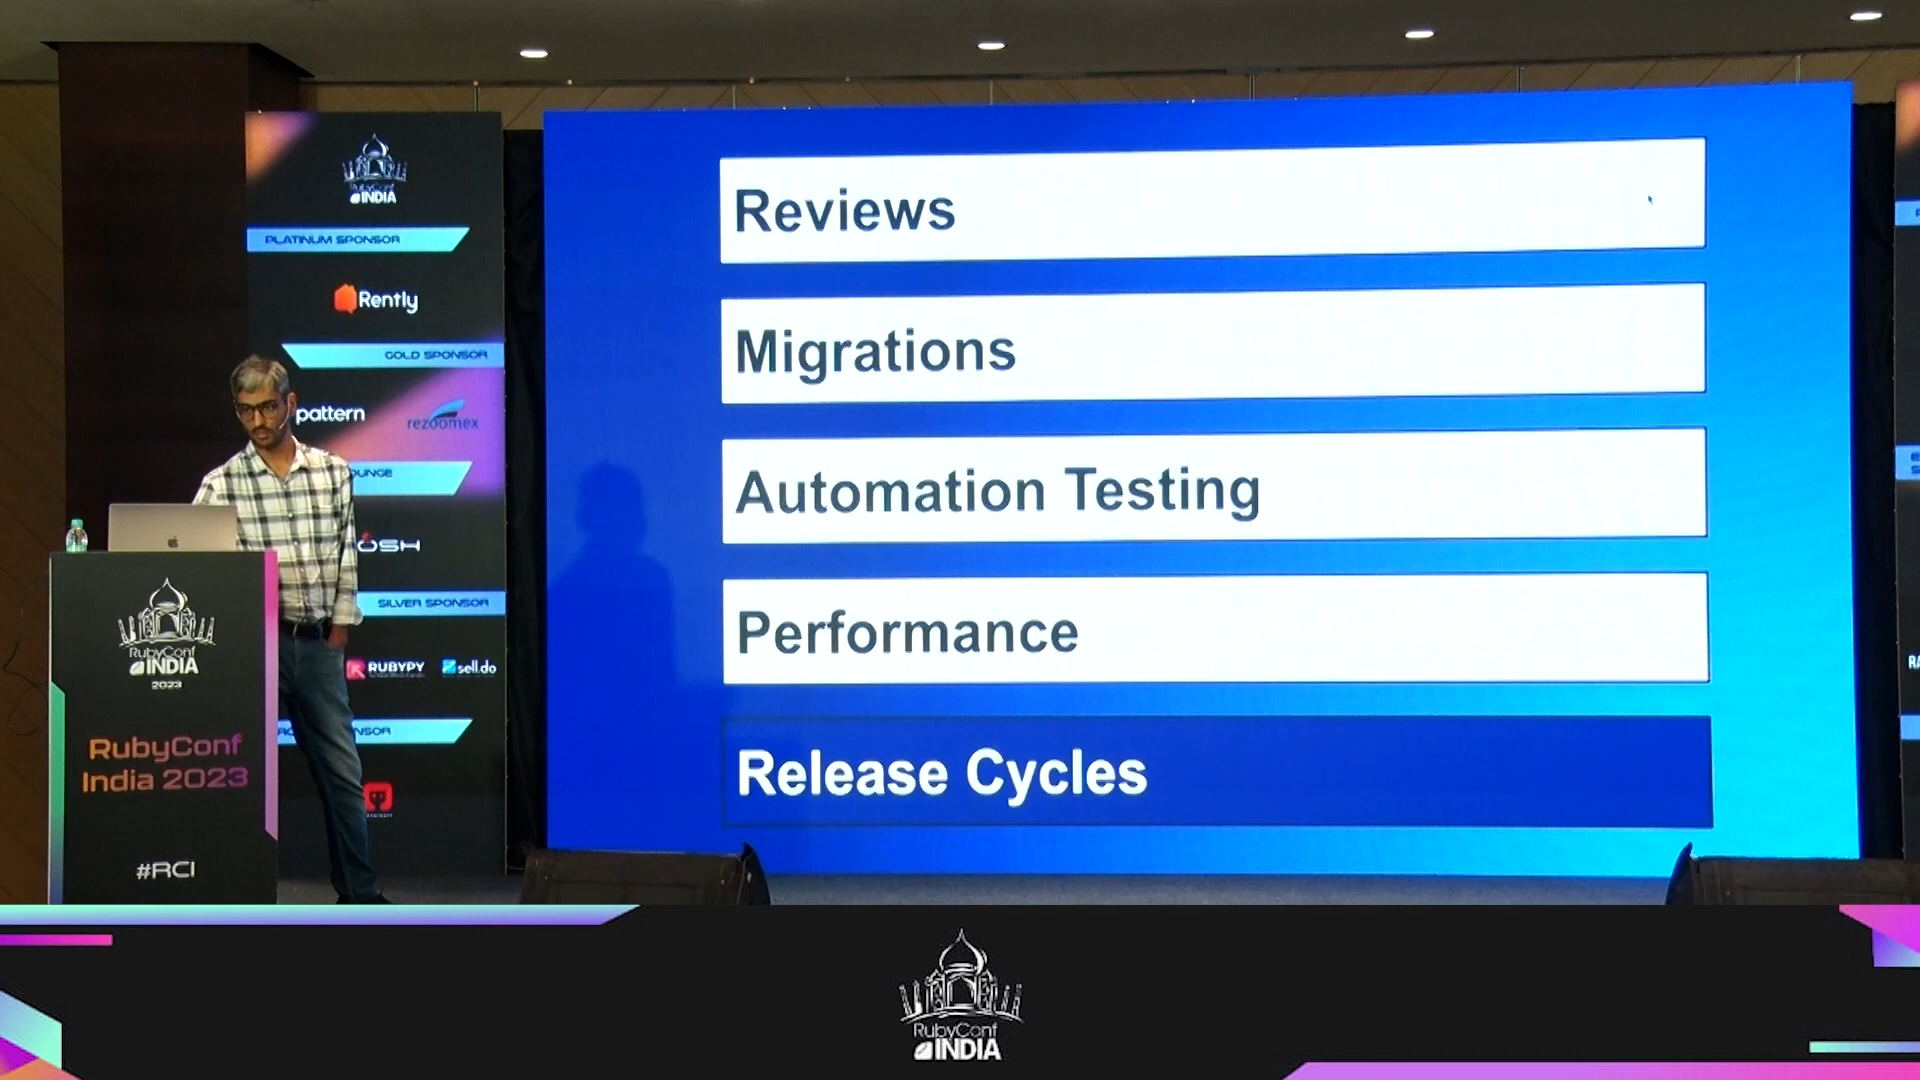 RubyConf
INDIA
PLATINUM SPONSOR
Rently
GOLD SPONSOR
pattern
rezoomex
SILVER SPONSOR
RUBYPY
sell.do
Reviews
Migrations
Automation Testing
Performance
Release Cycles
RubyConf
INDIA
2023
RubyConf
India 2023
#RCI
RubyConf
INDIA